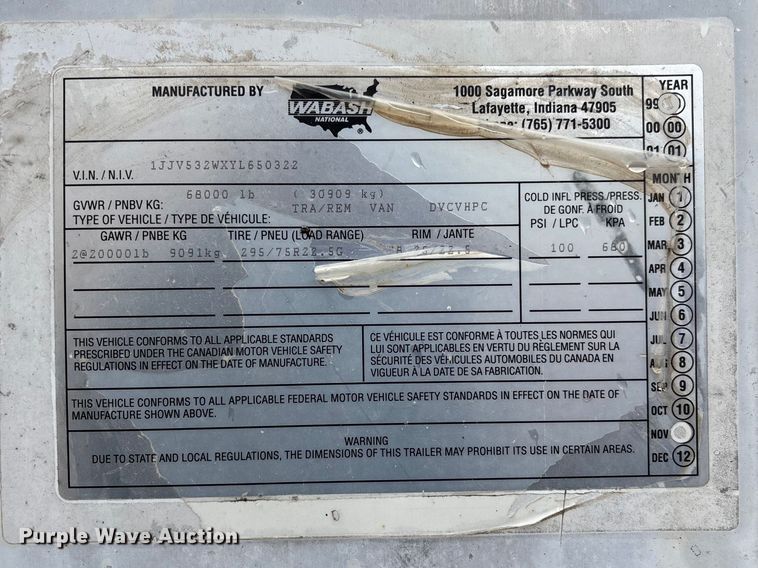 MANUFACTURED BY
WABASH
NATIONAL
®
1000 Sagamore Parkway South
Lafayette, Indiana 47905
(765) 771-5300
V.I.N. / N.I.V. 1JJV532WXYL650322
GVWR / PNBV KG: 68000 lb ( 30909 kg)
TYPE OF VEHICLE / TYPE DE VÉHICULE: TRA/REM VAN DVCVHPC
GAWR / PNBE KG TIRE / PNEU (LOAD RANGE) RIM / JANTE
2@20000lb 9091kg 295/75R22.5G
COLD INFL PRESS/PRESS.
DE GONF. À FROID
PSI / LPC KPA
100 680
THIS VEHICLE CONFORMS TO ALL APPLICABLE STANDARDS
PRESCRIBED UNDER THE CANADIAN MOTOR VEHICLE SAFETY
REGULATIONS IN EFFECT ON THE DATE OF MANUFACTURE.
CE VÉHICULE EST CONFORME À TOUTES LES NORMES QUI
LUI SONT APPLICABLES EN VERTU DU RÈGLEMENT SUR LA
SÉCURITÉ DES VÉHICULES AUTOMOBILES DU CANADA EN
VIGUEUR À LA DATE DE SA FABRICATION.
THIS VEHICLE CONFORMS TO ALL APPLICABLE FEDERAL MOTOR VEHICLE SAFETY STANDARDS IN EFFECT ON THE DATE OF
MANUFACTURE SHOWN ABOVE.
WARNING
DUE TO STATE AND LOCAL REGULATIONS, THE DIMENSIONS OF THIS TRAILER MAY PROHIBIT ITS USE IN CERTAIN AREAS.
YEAR
99
00 00
01 01
MONTH
JAN 1
FEB 2
MAR 3
APR 4
MAY 5
JUN 6
JUL 7
AUG 8
SEP 9
OCT 10
NOV
DEC 12
Purple Wave Auction